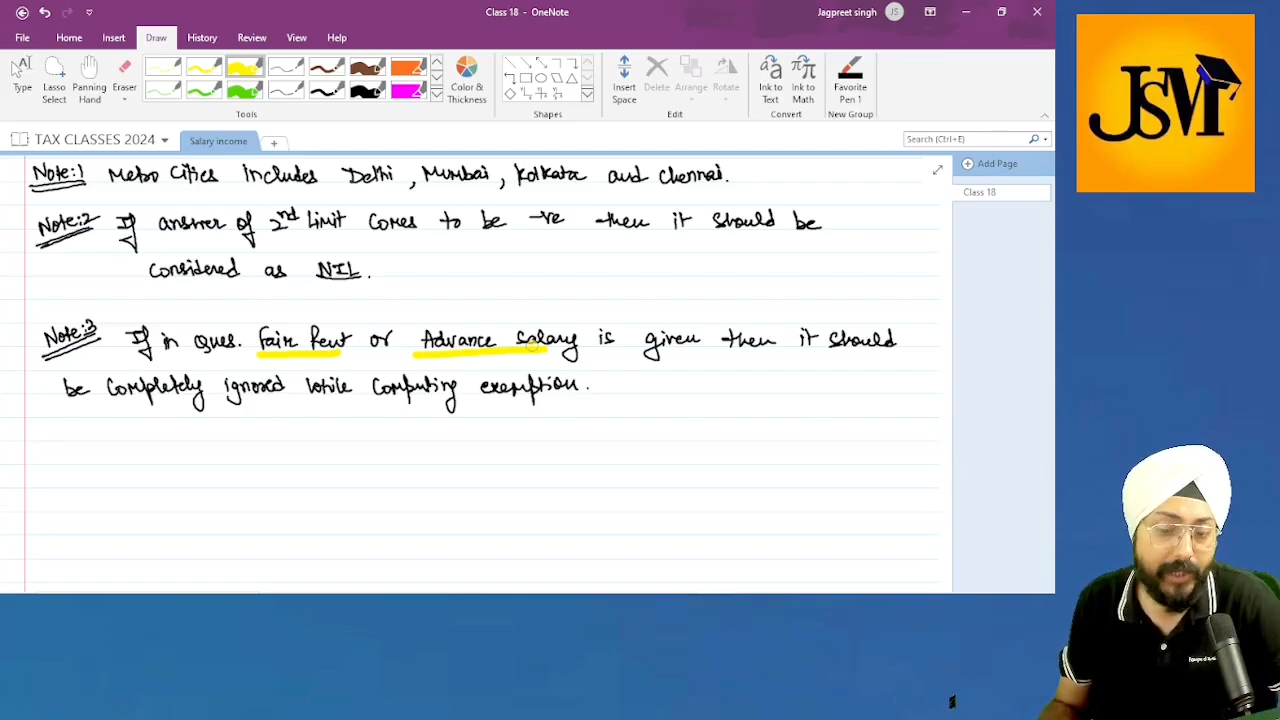 Class 18 - OneNote
Jagpreet singh JS
File Home Insert Draw History Review View Help
Type
Lasso Select
Panning Hand
Eraser
Color & Thickness
Insert Space
Delete
Arrange
Rotate
Ink to Text
Ink to Math
Favorite Pen 1
Tools Shapes Edit Convert New Group
TAX CLASSES 2024 Salary income
Search (Ctrl+E)
Add Page
Class 18
Note:1 Metro Cities includes Delhi, Mumbai, Kolkata and Chennai.
Note:2 If answer of 2nd limit Comes to be -ve then it should be
Considered as NIL.
Note:3 If in Ques. Fair Rent or Advance Salary is given then it should
be Completely ignored while Computing exemption.
JSM